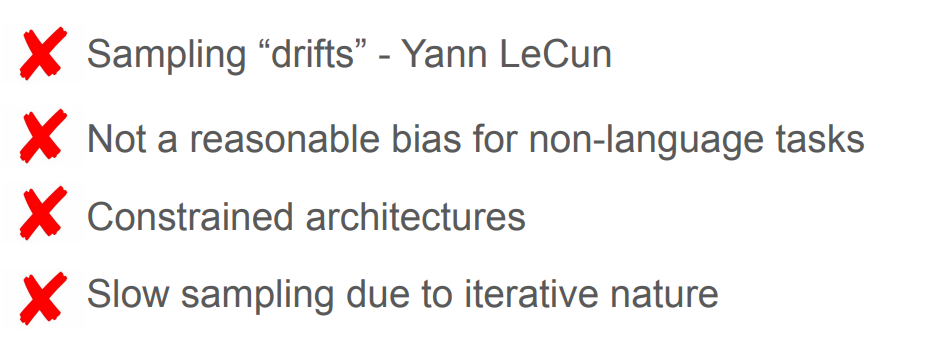 Sampling “drifts” - Yann LeCun
Not a reasonable bias for non-language tasks
Constrained architectures
Slow sampling due to iterative nature